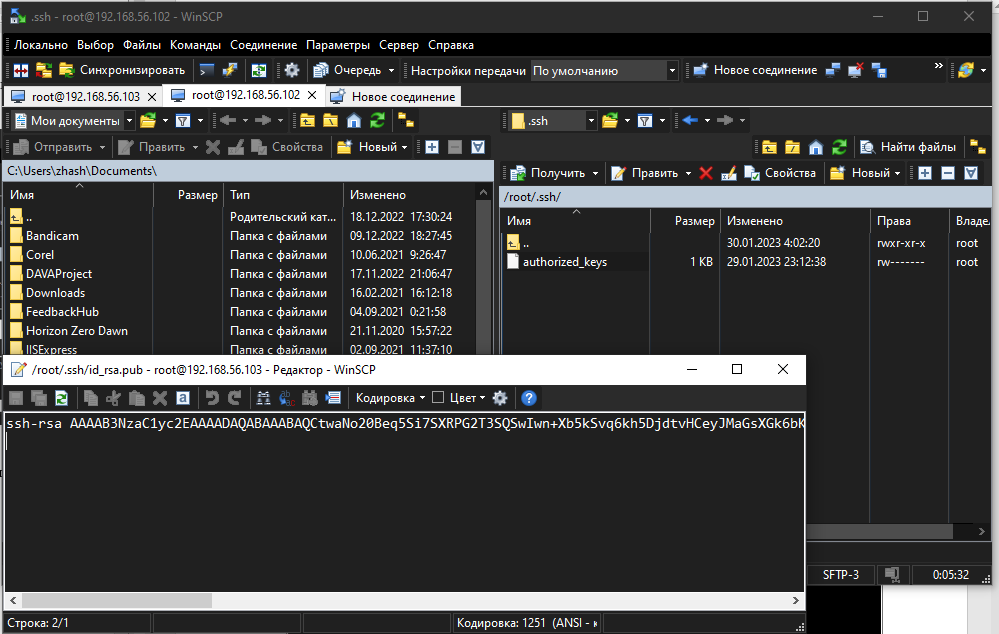 .ssh - root@192.168.56.102 - WinSCP
Локально Выбор Файлы Команды Соединение Параметры Сервер Справка
Синхронизировать Очередь Настройки передачи По умолчанию Новое соединение
root@192.168.56.103 root@192.168.56.102 Новое соединение
Мои документы .ssh
Отправить Править Свойства Новый Найти файлы
C:\Users\zhash\Documents\
Получить Править Свойства Новый
/root/.ssh/
Имя Размер Тип Изменено
.. Родительский кат... 18.12.2022 17:30:24
Bandicam Папка с файлами 09.12.2022 18:27:45
Corel Папка с файлами 10.06.2021 9:26:47
DAVAProject Папка с файлами 17.11.2022 21:06:47
Downloads Папка с файлами 16.02.2021 16:12:18
FeedbackHub Папка с файлами 04.09.2021 0:21:58
Horizon Zero Dawn Папка с файлами 21.11.2020 15:57:22
IISExpress Папка с файлами 02.09.2021 11:37:10
Имя Размер Изменено Права Владел
.. 30.01.2023 4:02:20 rwxr-xr-x root
authorized_keys 1 KB 29.01.2023 23:12:38 rw------- root
/root/.ssh/id_rsa.pub - root@192.168.56.103 - Редактор - WinSCP
Кодировка Цвет
ssh-rsa AAAAB3NzaC1yc2EAAAADAQABAAABAQCtwaNo20Beq5Si7SXRPG2T3SQSwIwn+Xb5kSvq6kh5DjdtvHCeyJMaGsXGk6bK
SFTP-3 0:05:32
Строка: 2/1 Кодировка: 1251 (ANSI - к